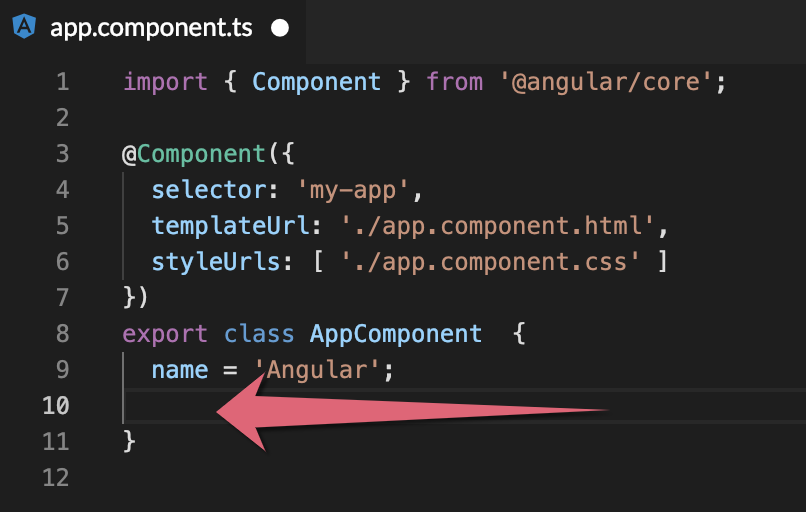 app.component.ts
1 import { Component } from '@angular/core';
2
3 @Component({
4 selector: 'my-app',
5 templateUrl: './app.component.html',
6 styleUrls: [ './app.component.css' ]
7 })
8 export class AppComponent  {
9 name = 'Angular';
10
11 }
12